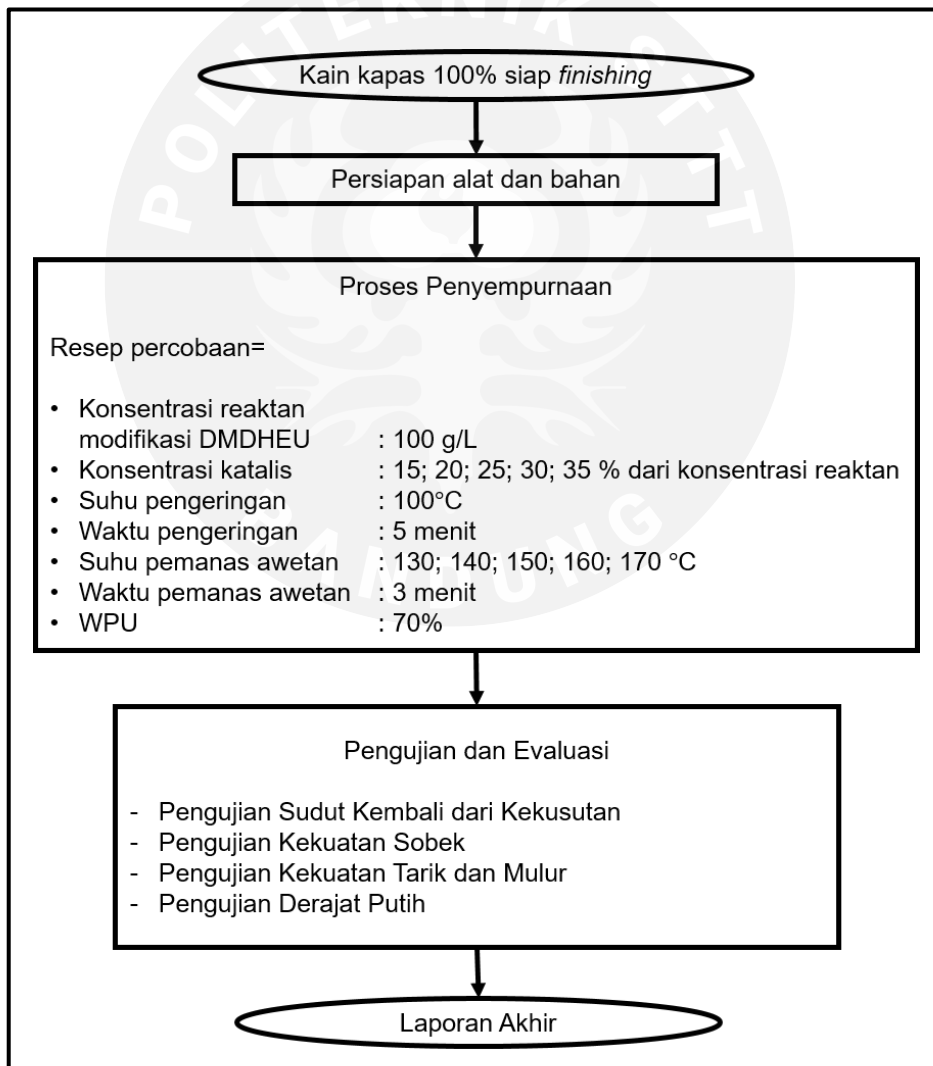 POLITEKNIK STTT
BANDUNG
Kain kapas 100% siap finishing
Persiapan alat dan bahan
Proses Penyempurnaan
Resep percobaan=
• Konsentrasi reaktan
modifikasi DMDHEU : 100 g/L
• Konsentrasi katalis : 15; 20; 25; 30; 35 % dari konsentrasi reaktan
• Suhu pengeringan : 100°C
• Waktu pengeringan : 5 menit
• Suhu pemanas awetan : 130; 140; 150; 160; 170 °C
• Waktu pemanas awetan : 3 menit
• WPU : 70%
Pengujian dan Evaluasi
- Pengujian Sudut Kembali dari Kekusutan
- Pengujian Kekuatan Sobek
- Pengujian Kekuatan Tarik dan Mulur
- Pengujian Derajat Putih
Laporan Akhir